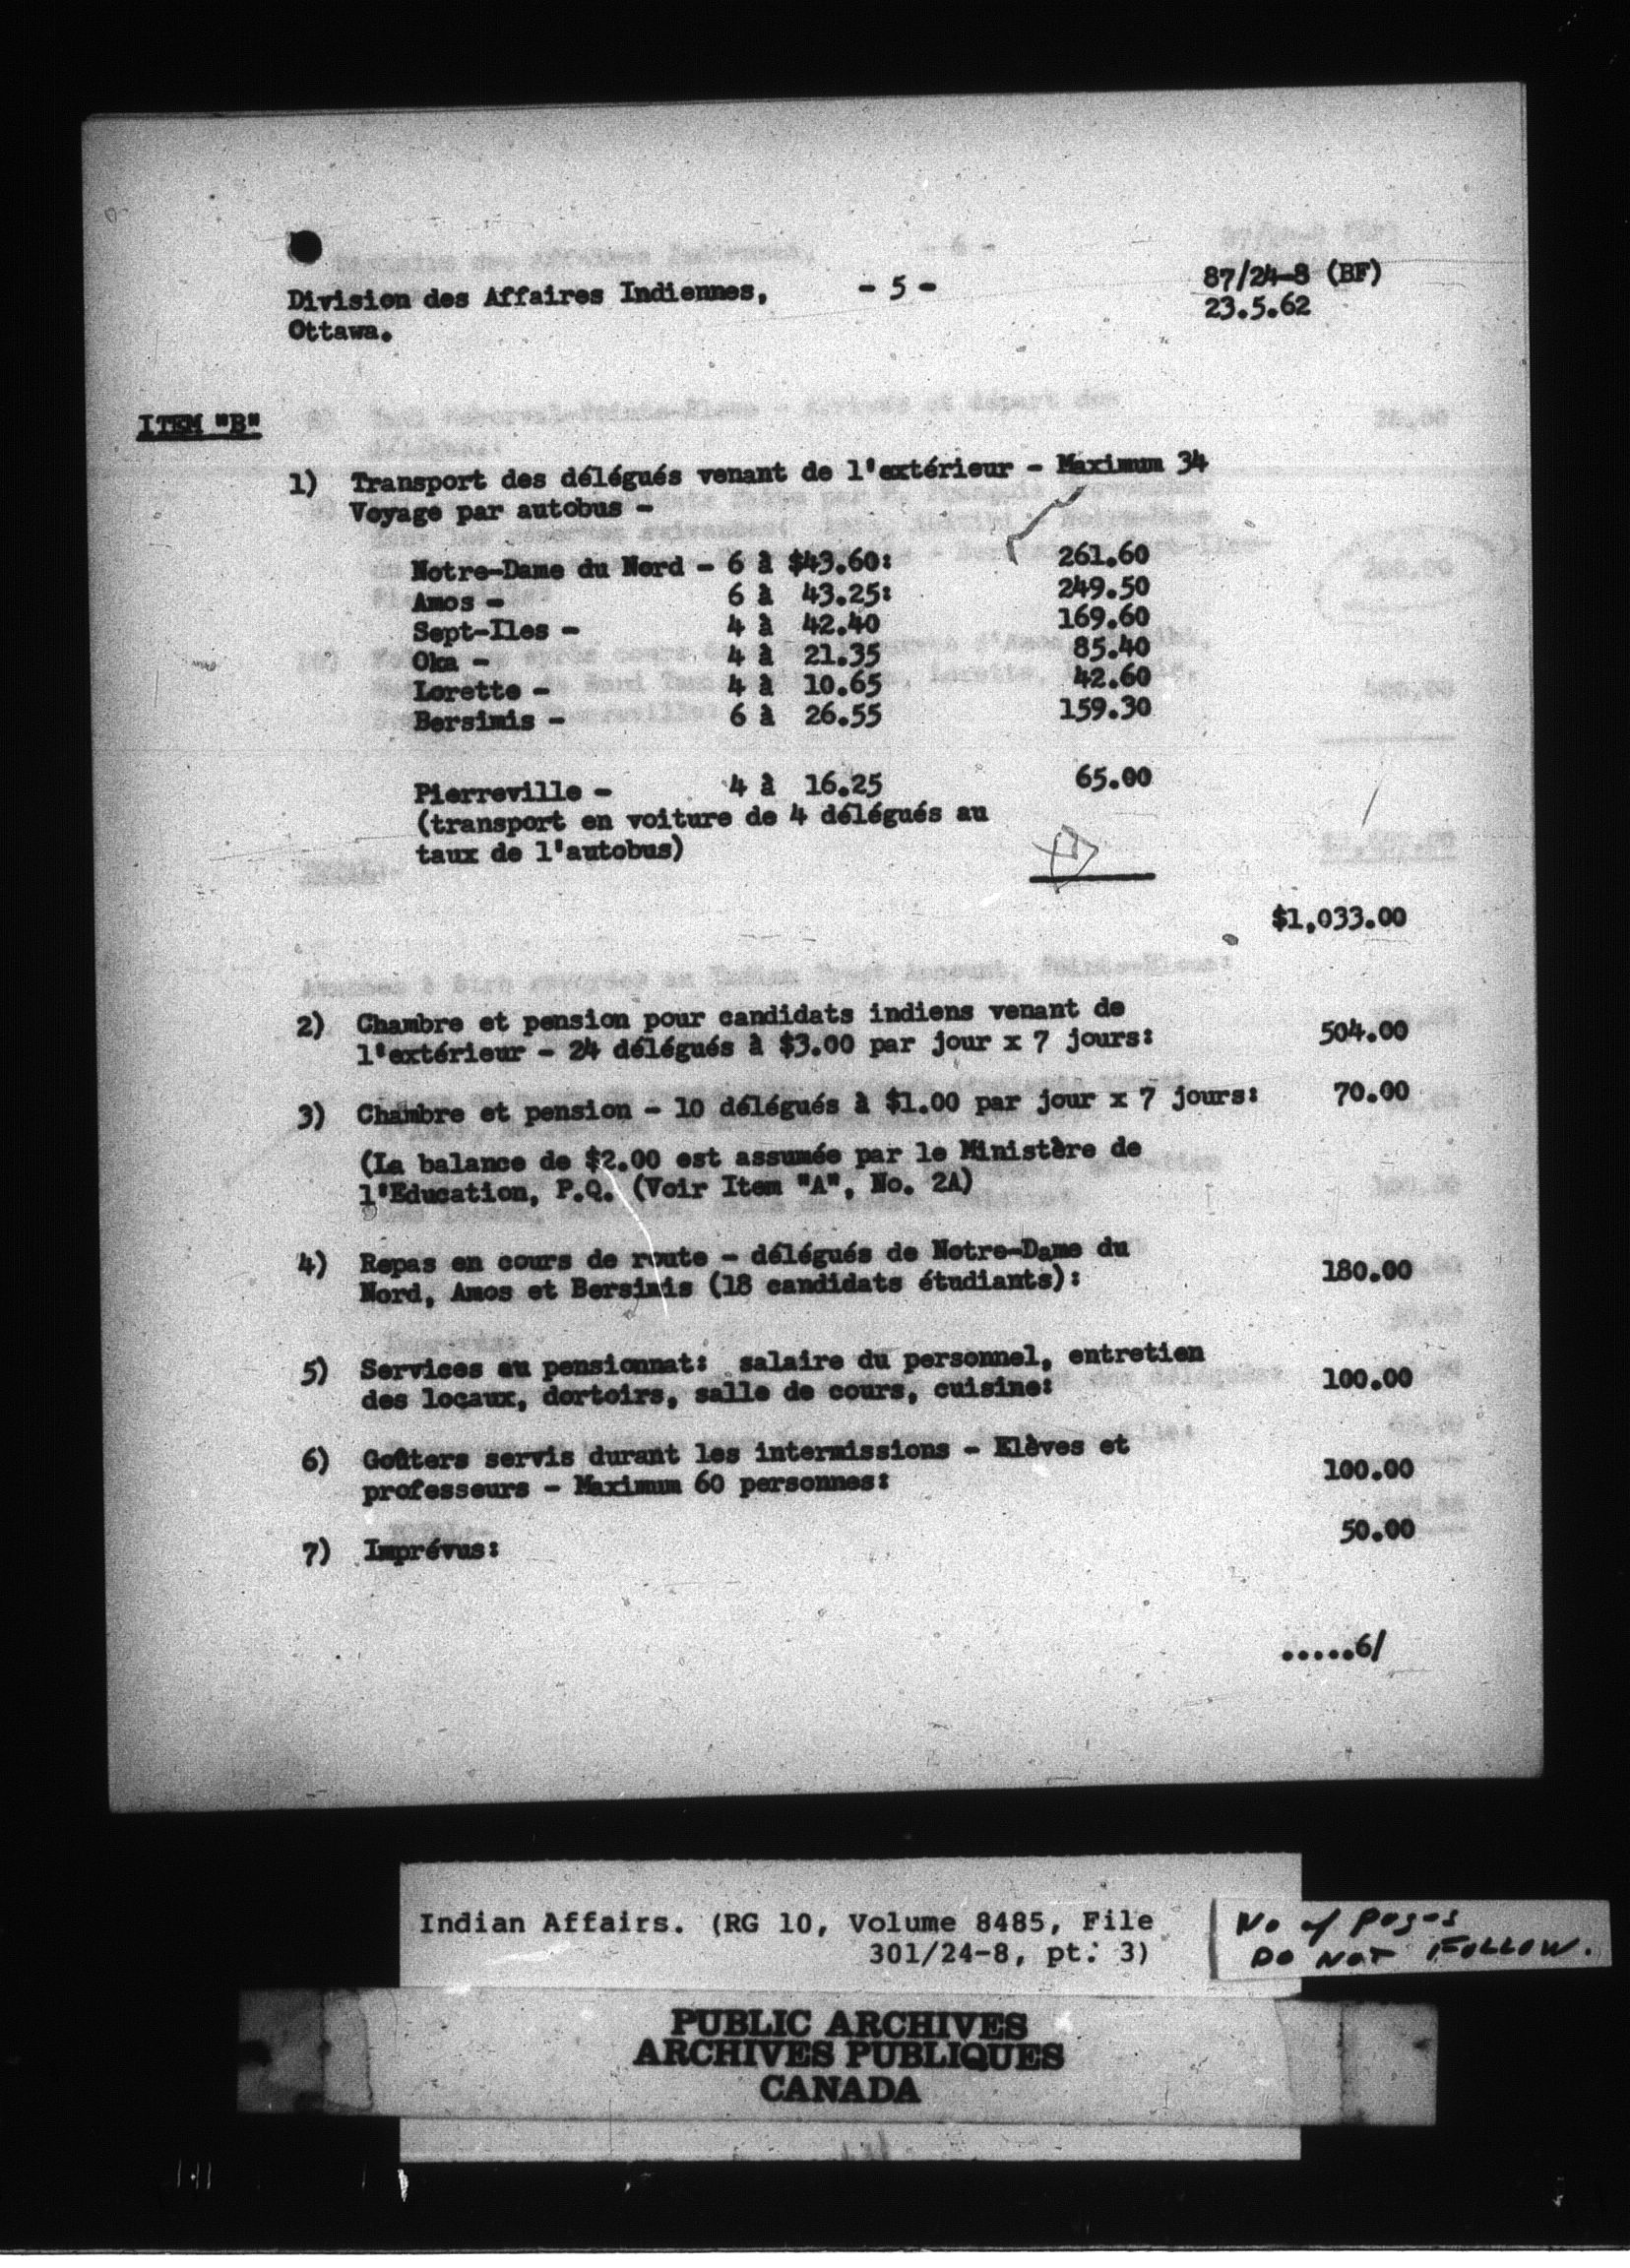 Division des Affaires Indiennes, - 5 - 87/24-8 (BF)
Ottawa. 23.5.62
ITEM "B"
1) Transport des délégués venant de l'extérieur - Maximum 34
Voyage par autobus -
Notre-Dame du Nord - 6 à $43.60: 261.60
Amos - 6 à 43.25: 249.50
Sept-Iles - 4 à 42.40 169.60
Oka - 4 à 21.35 85.40
Lorette - 4 à 10.65 42.60
Bersimis - 6 à 26.55 159.30
Pierreville - 4 à 16.25 65.00
(transport en voiture de 4 délégués au
taux de l'autobus)
$1,033.00
2) Chambre et pension pour candidats indiens venant de
l'extérieur - 24 délégués à $3.00 par jour x 7 jours: 504.00
3) Chambre et pension - 10 délégués à $1.00 par jour x 7 jours: 70.00
(La balance de $2.00 est assumée par le Ministère de
l'Education, P.Q. (Voir Item "A", No. 2A)
4) Repas en cours de route - délégués de Notre-Dame du
Nord, Amos et Bersimis (18 candidats étudiants): 180.00
5) Services au pensionnat: salaire du personnel, entretien
des locaux, dortoirs, salle de cours, cuisine: 100.00
6) Goûters servis durant les intermissions - Elèves et
professeurs - Maximum 60 personnes: 100.00
7) Imprévus: 50.00
.....6/
Indian Affairs. (RG 10, Volume 8485, File
301/24-8, pt. 3)
No of pages
DO NOT FOLLOW.
PUBLIC ARCHIVES
ARCHIVES PUBLIQUES
CANADA